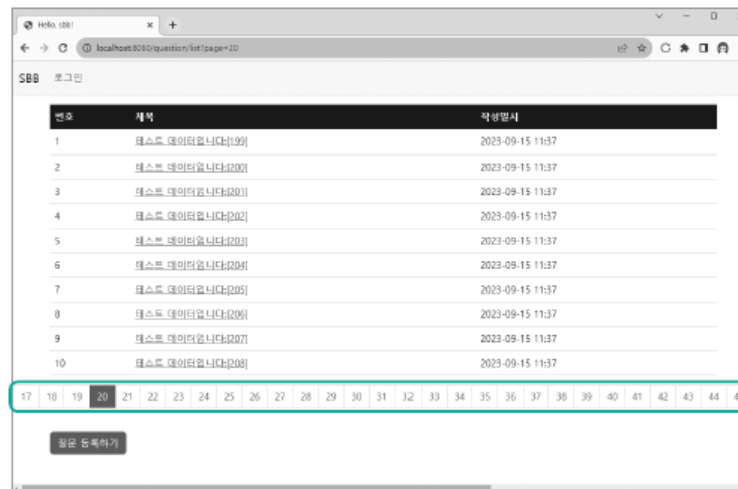 Hello, sbb!
localhost:8080/question/list?page=20
SBB 로그인
번호 제목 작성일시
1 테스트 데이터입니다:[199] 2023-09-15 11:37
2 테스트 데이터입니다:[200] 2023-09-15 11:37
3 테스트 데이터입니다:[201] 2023-09-15 11:37
4 테스트 데이터입니다:[202] 2023-09-15 11:37
5 테스트 데이터입니다:[203] 2023-09-15 11:37
6 테스트 데이터입니다:[204] 2023-09-15 11:37
7 테스트 데이터입니다:[205] 2023-09-15 11:37
8 테스트 데이터입니다:[206] 2023-09-15 11:37
9 테스트 데이터입니다:[207] 2023-09-15 11:37
10 테스트 데이터입니다:[208] 2023-09-15 11:37
17 18 19 20 21 22 23 24 25 26 27 28 29 30 31 32 33 34 35 36 37 38 39 40 41 42 43 44
질문 등록하기